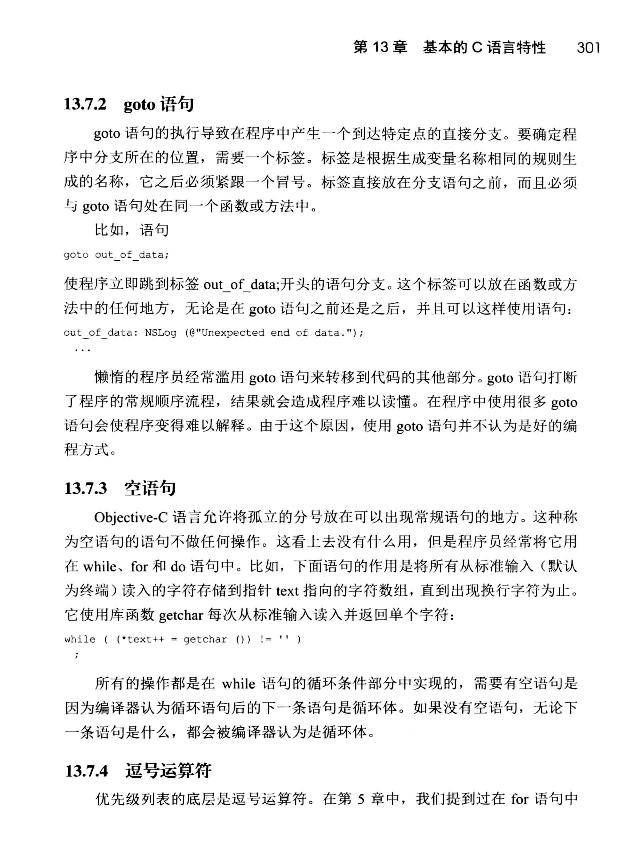 第 13 章 基本的 C 语言特性 301
13.7.2 goto 语句
goto 语句的执行导致在程序中产生一个到达特定点的直接分支。要确定程
序中分支所在的位置，需要一个标签。标签是根据生成变量名称相同的规则生
成的名称，它之后必须紧跟一个冒号。标签直接放在分支语句之前，而且必须
与 goto 语句处在同一个函数或方法中。
比如，语句
goto out_of_data;
使程序立即跳到标签 out_of_data;开头的语句分支。这个标签可以放在函数或方
法中的任何地方，无论是在 goto 语句之前还是之后，并且可以这样使用语句：
out_of_data: NSLog (@"Unexpected end of data.");
...
懒惰的程序员经常滥用 goto 语句来转移到代码的其他部分。goto 语句打断
了程序的常规顺序流程，结果就会造成程序难以读懂。在程序中使用很多 goto
语句会使程序变得难以解释。由于这个原因，使用 goto 语句并不认为是好的编
程方式。
13.7.3 空语句
Objective-C 语言允许将孤立的分号放在可以出现常规语句的地方。这种称
为空语句的语句不做任何操作。这看上去没有什么用，但是程序员经常将它用
在 while、for 和 do 语句中。比如，下面语句的作用是将所有从标准输入（默认
为终端）读入的字符存储到指针 text 指向的字符数组，直到出现换行字符为止。
它使用库函数 getchar 每次从标准输入读入并返回单个字符：
while ( (*text++ = getchar ()) != '' )
;
所有的操作都是在 while 语句的循环条件部分中实现的，需要有空语句是
因为编译器认为循环语句后的下一条语句是循环体。如果没有空语句，无论下
一条语句是什么，都会被编译器认为是循环体。
13.7.4 逗号运算符
优先级列表的底层是逗号运算符。在第 5 章中，我们提到过在 for 语句中